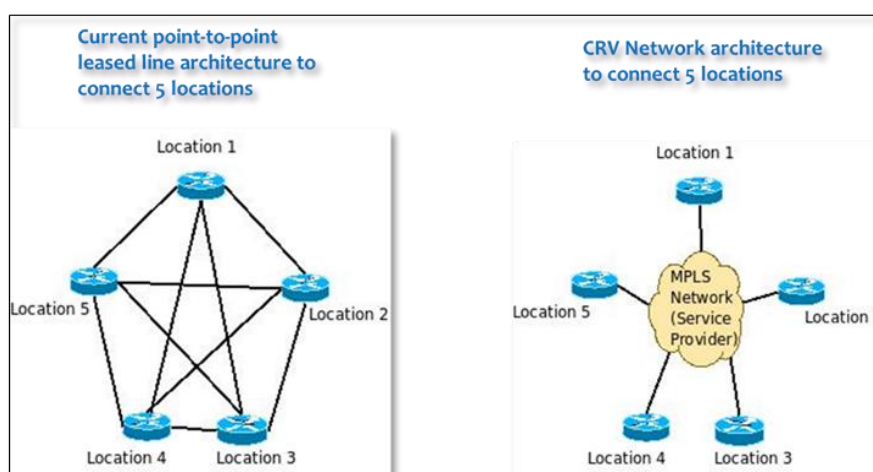 Current point-to-point
leased line architecture to
connect 5 locations
CRV Network architecture
to connect 5 locations
Location 1
Location 5
Location 2
Location 4
Location 3
Location 1
MPLS
Network
(Service
Provider)
Location 5
Location
Location 4
Location 3